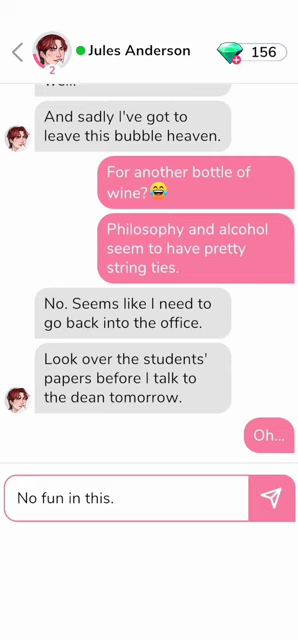 Jules Anderson
156
2
And sadly I've got to
leave this bubble heaven.
For another bottle of
wine?😂
Philosophy and alcohol
seem to have pretty
string ties.
No. Seems like I need to
go back into the office.
Look over the students'
papers before I talk to
the dean tomorrow.
Oh...
No fun in this.